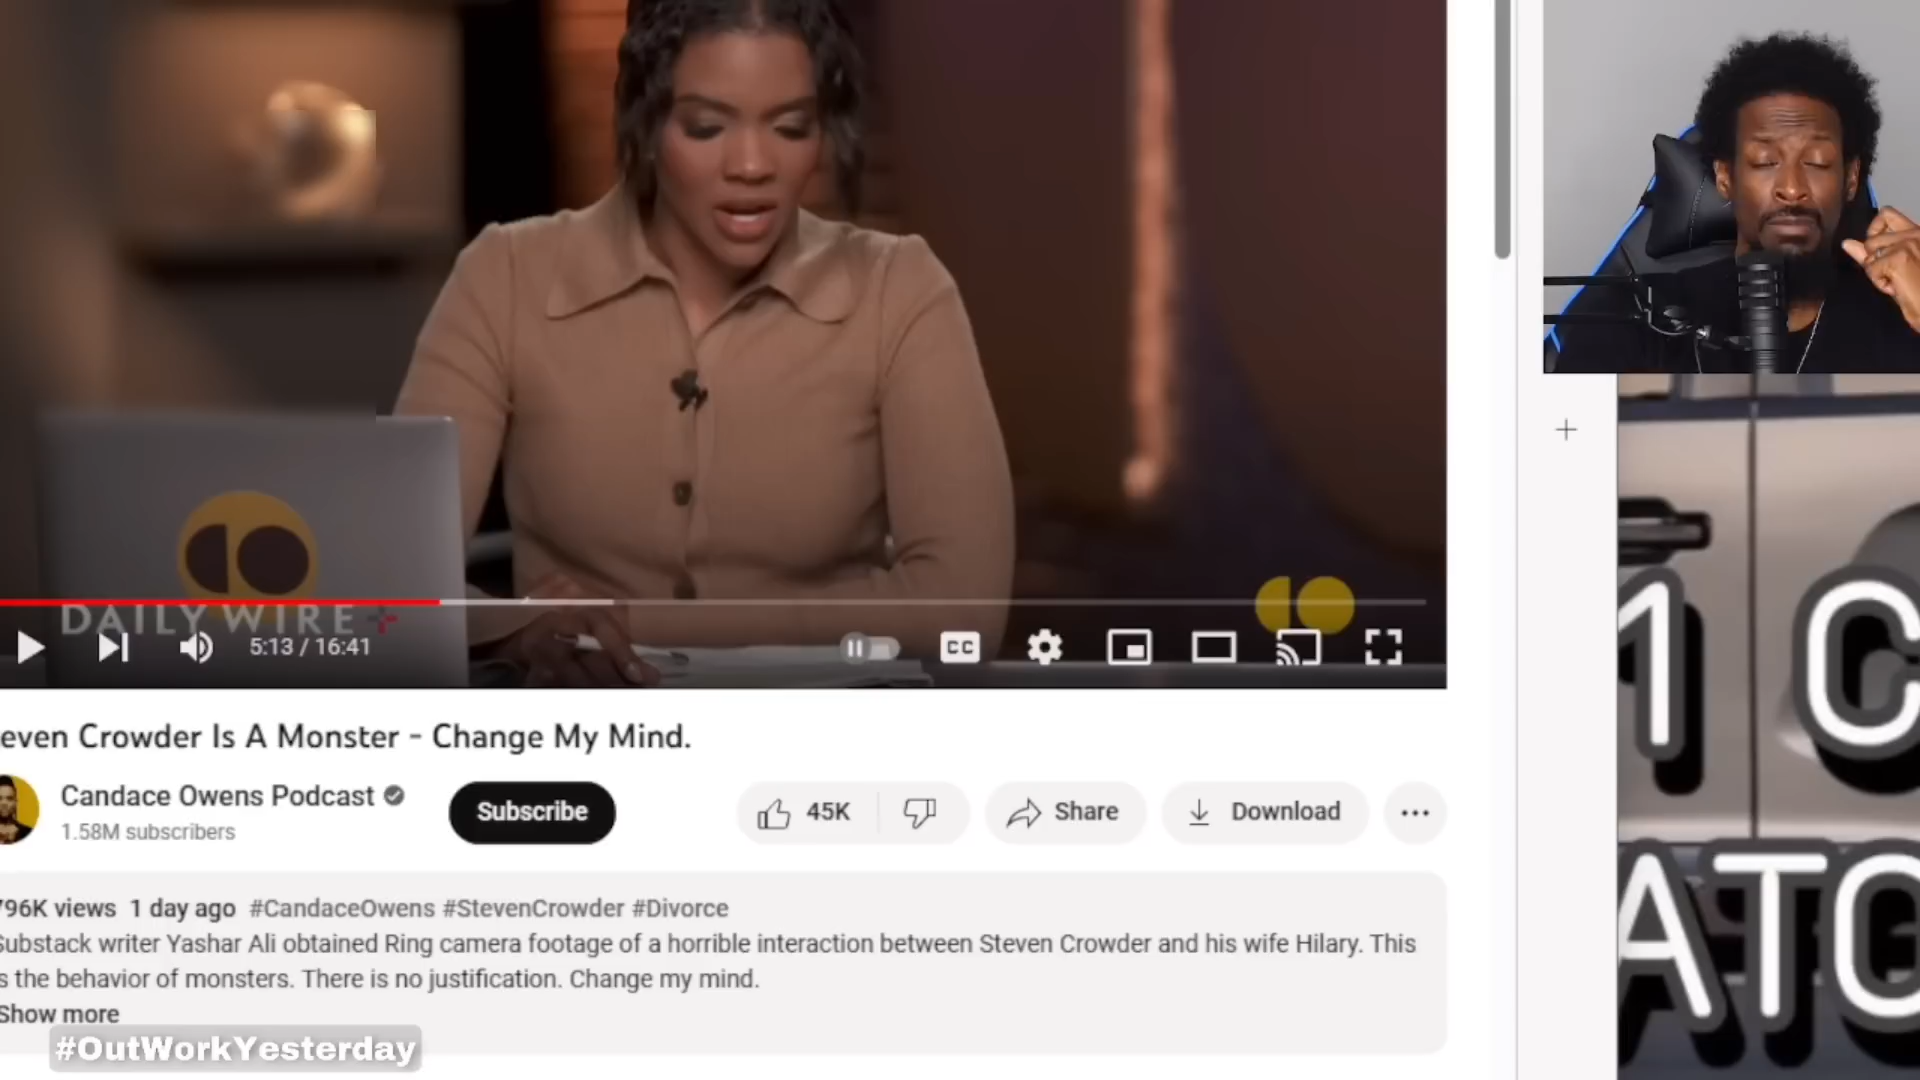 DAILY WIRE +
5:13 / 16:41
CC
even Crowder Is A Monster - Change My Mind.
Candace Owens Podcast
1.58M subscribers
Subscribe
45K
Share
Download
796K views 1 day ago #CandaceOwens #StevenCrowder #Divorce
Substack writer Yashar Ali obtained Ring camera footage of a horrible interaction between Steven Crowder and his wife Hilary. This
s the behavior of monsters. There is no justification. Change my mind.
Show more
#OutWorkYesterday
1 C
ATC